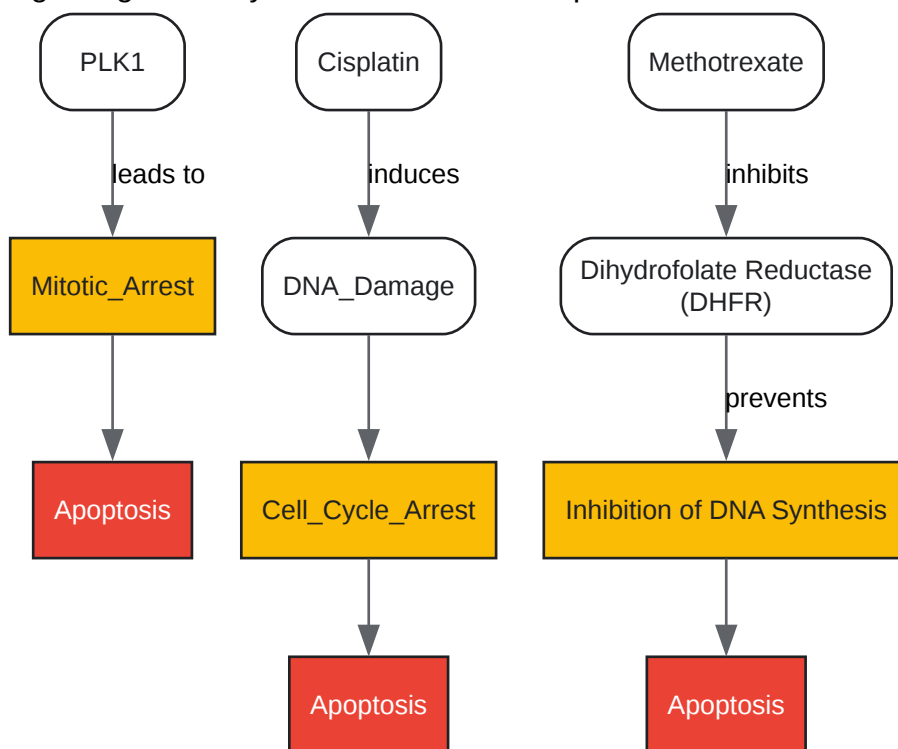 PLK1
Cisplatin
Methotrexate
leads to
induces
inhibits
Mitotic_Arrest
DNA_Damage
Dihydrofolate Reductase
(DHFR)
prevents
Apoptosis
Cell_Cycle_Arrest
Inhibition of DNA Synthesis
Apoptosis
Apoptosis